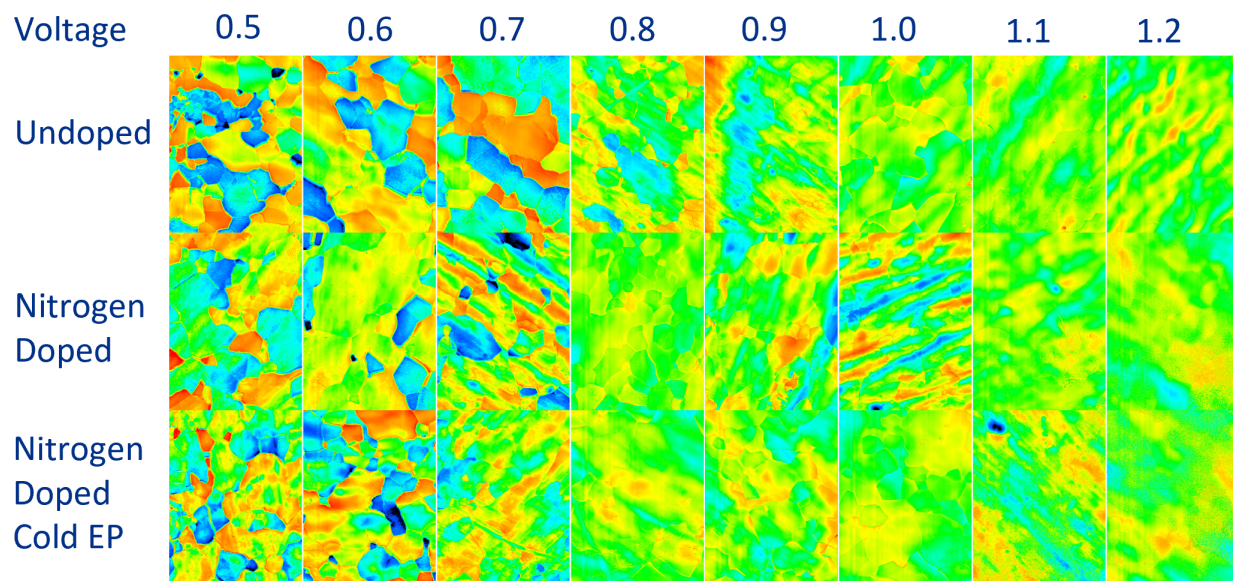 Voltage 0.5 0.6 0.7 0.8 0.9 1.0 1.1 1.2
Undoped
Nitrogen
Doped
Nitrogen
Doped
Cold EP